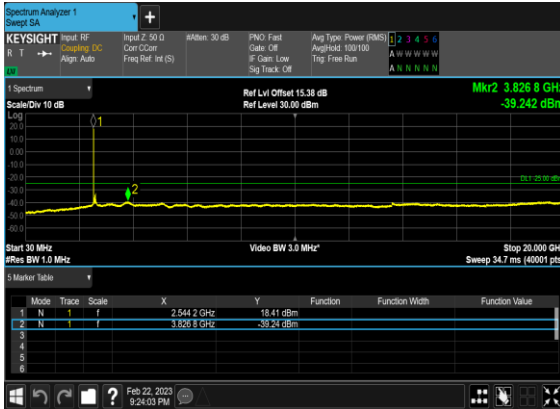 Spectrum Analyzer 1
Swept SA
+
KEYSIGHT
R T
Input: RF
Coupling: DC
Align: Auto
Input Z: 50 Ω
Corr CCorr
Freq Ref: Int (S)
#Atten: 30 dB
PNO: Fast
Gate: Off
IF Gain: Low
Sig Track: Off
Avg Type: Power (RMS)
Avg|Hold: 100/100
Trig: Free Run
1 2 3 4 5 6
A W W W W W
A N N N N N
1 Spectrum
Scale/Div 10 dB
Ref Lvl Offset 15.38 dB
Ref Level 30.00 dBm
Mkr2 3.826 8 GHz
-39.242 dBm
Log
20.0
10.0
0.00
-10.0
-20.0
-30.0
-40.0
-50.0
-60.0
1
2
Start 30 MHz
#Res BW 1.0 MHz
Video BW 3.0 MHz*
Stop 20.000 GH
Sweep 34.7 ms (40001 pts
5 Marker Table
Mode Trace Scale X Y Function Function Width Function Value
1 N 1 f 2.544 2 GHz 18.41 dBm
2 N 1 f 3.826 8 GHz -39.24 dBm
3
4
5
6
?
Feb 22, 2023
9:24:03 PM